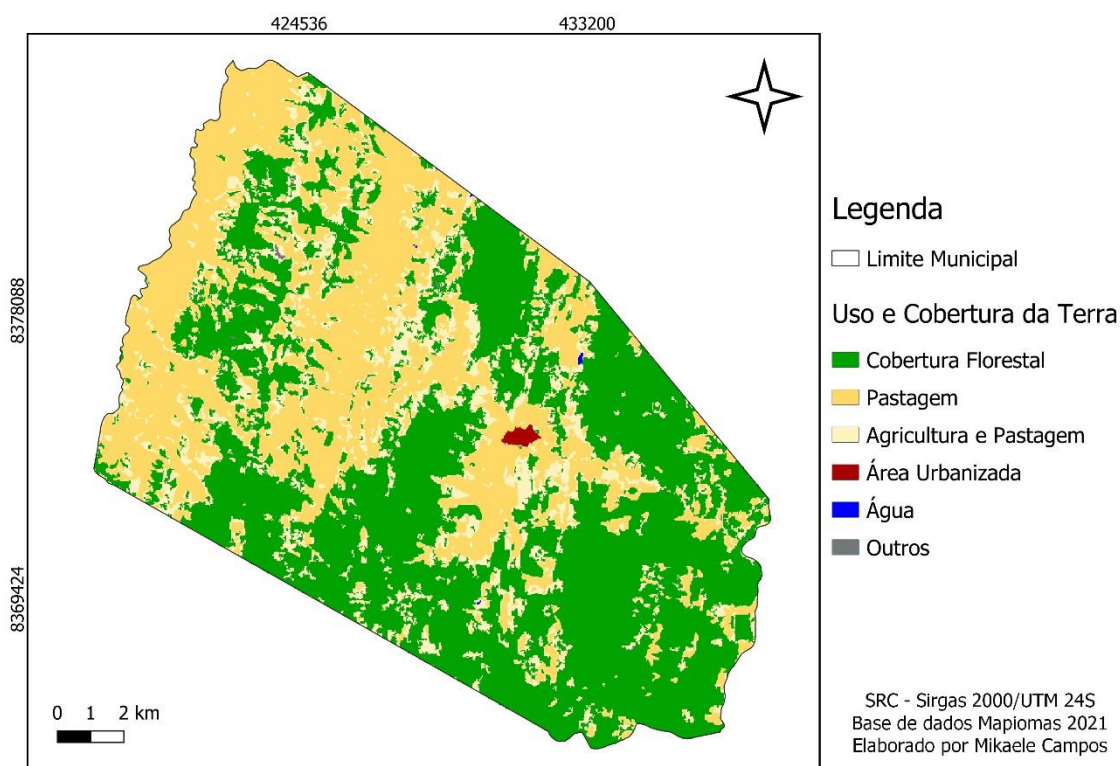 424536 433200
8378088
8369424
Legenda
Limite Municipal
Uso e Cobertura da Terra
Cobertura Florestal
Pastagem
Agricultura e Pastagem
Área Urbanizada
Água
Outros
0 1 2 km
SRC - Sirgas 2000/UTM 24S
Base de dados Mapiomas 2021
Elaborado por Mikaele Campos